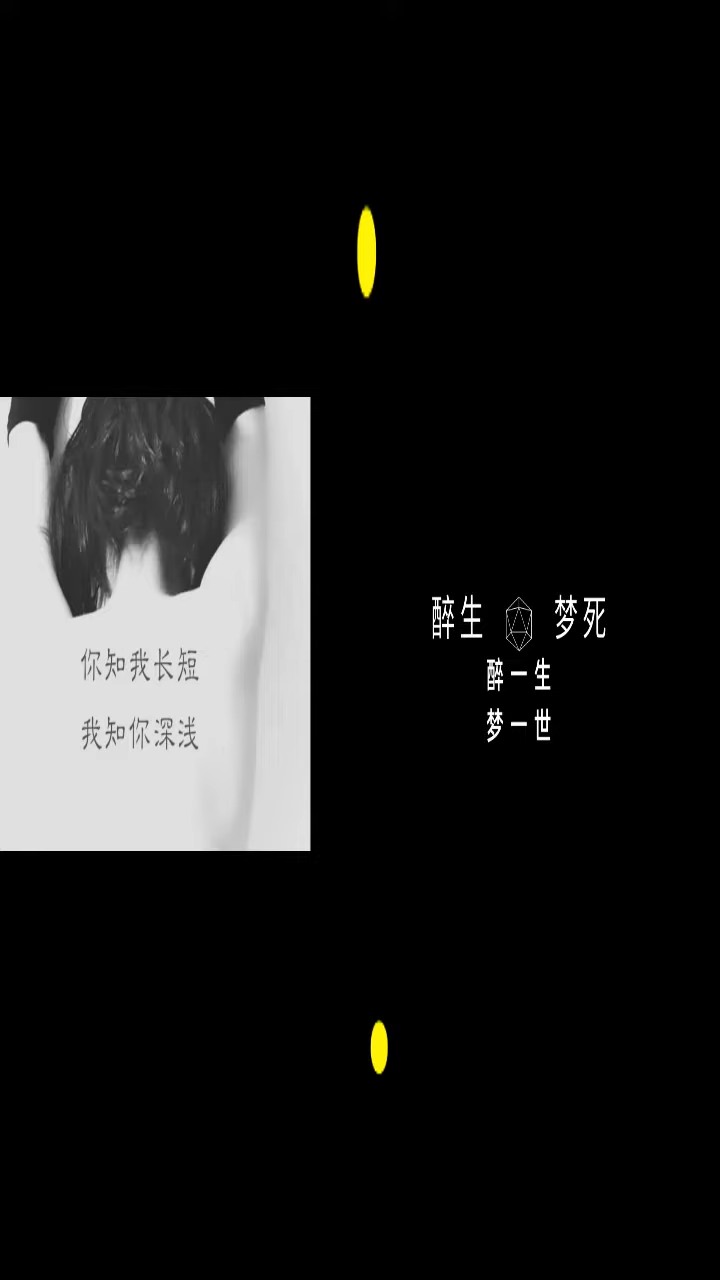 你知我长短
我知你深浅
醉生 梦死
醉一生
梦一世